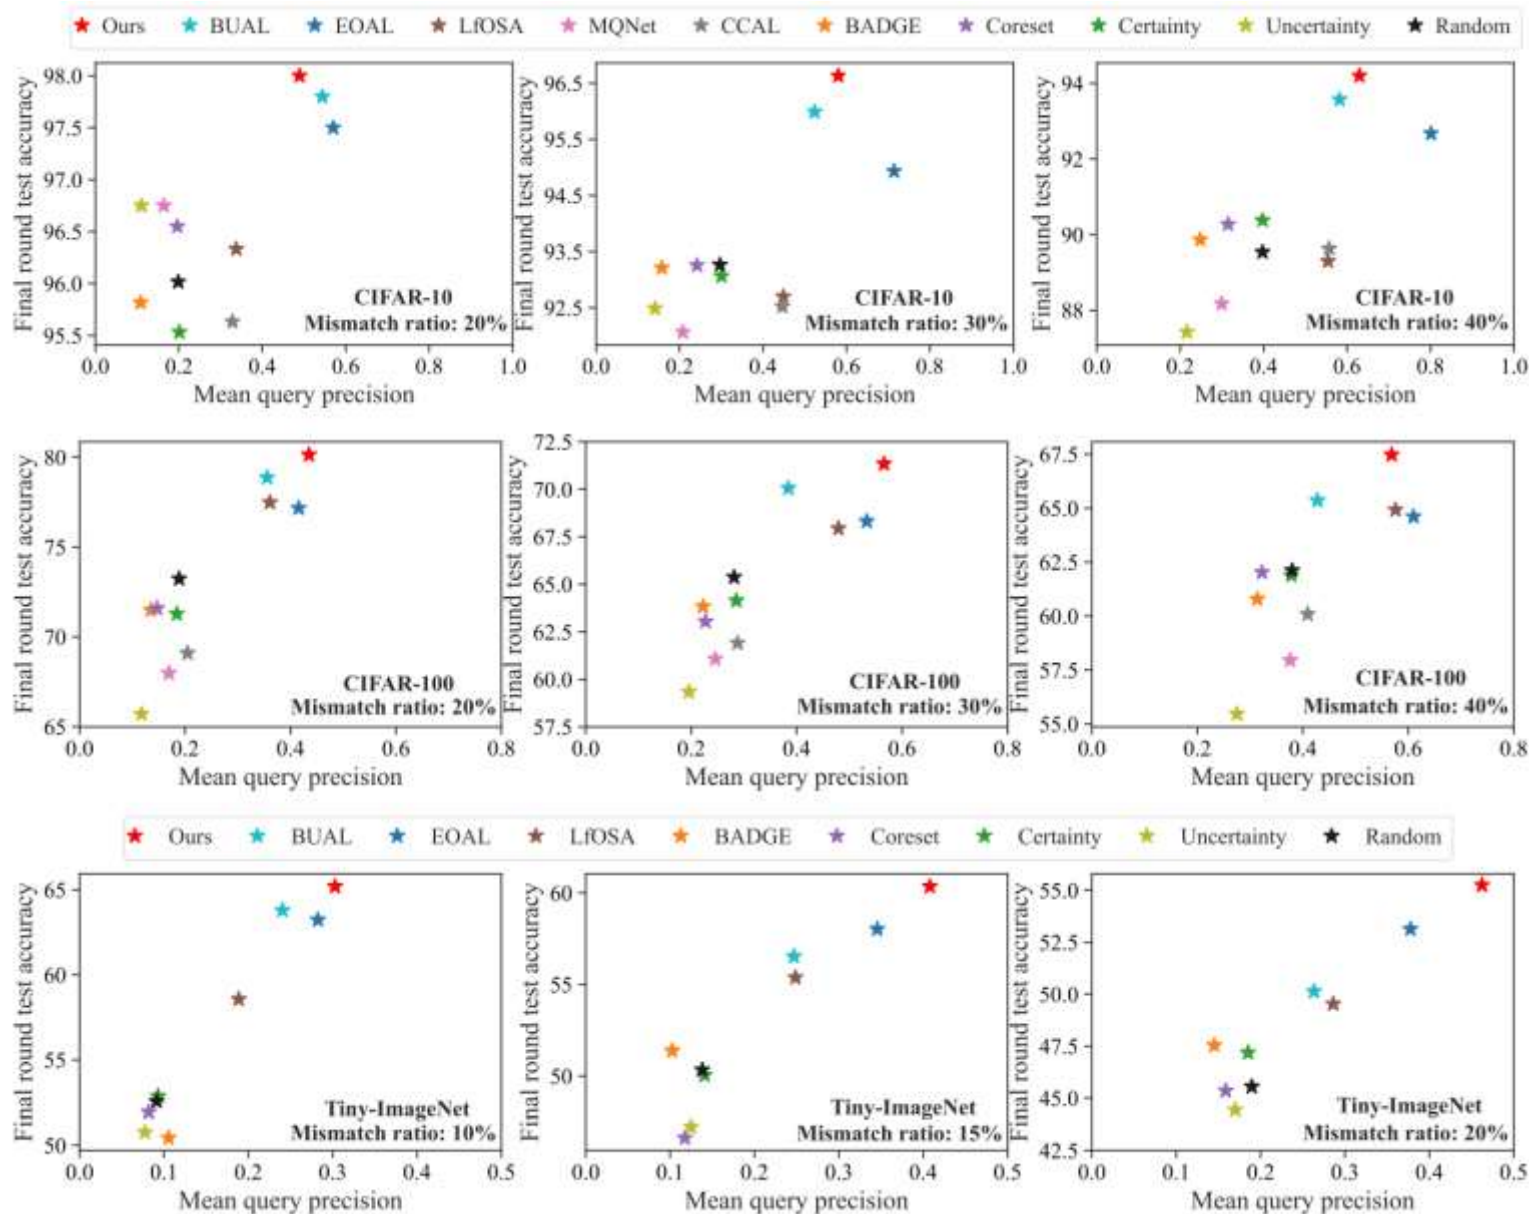 Ours BUAL EOAL LfOSA MQNet CCAL BADGE Coreset Certainty Uncertainty Random
Final round test accuracy
98.0
97.5
97.0
96.5
96.0
95.5
0.0 0.2 0.4 0.6 0.8 1.0
Mean query precision
CIFAR-10
Mismatch ratio: 20%
Final round test accuracy
96.5
95.5
94.5
93.5
92.5
0.0 0.2 0.4 0.6 0.8 1.0
Mean query precision
CIFAR-10
Mismatch ratio: 30%
Final round test accuracy
94
92
90
88
0.0 0.2 0.4 0.6 0.8 1.0
Mean query precision
CIFAR-10
Mismatch ratio: 40%
Final round test accuracy
80
75
70
65
0.0 0.2 0.4 0.6 0.8
Mean query precision
CIFAR-100
Mismatch ratio: 20%
Final round test accuracy
72.5
70.0
67.5
65.0
62.5
60.0
57.5
0.0 0.2 0.4 0.6 0.8
Mean query precision
CIFAR-100
Mismatch ratio: 30%
Final round test accuracy
67.5
65.0
62.5
60.0
57.5
55.0
0.0 0.2 0.4 0.6 0.8
Mean query precision
CIFAR-100
Mismatch ratio: 40%
Ours BUAL EOAL LfOSA BADGE Coreset Certainty Uncertainty Random
Final round test accuracy
65
60
55
50
0.0 0.1 0.2 0.3 0.4 0.5
Mean query precision
Tiny-ImageNet
Mismatch ratio: 10%
Final round test accuracy
60
55
50
0.0 0.1 0.2 0.3 0.4 0.5
Mean query precision
Tiny-ImageNet
Mismatch ratio: 15%
Final round test accuracy
55.0
52.5
50.0
47.5
45.0
42.5
0.0 0.1 0.2 0.3 0.4 0.5
Mean query precision
Tiny-ImageNet
Mismatch ratio: 20%